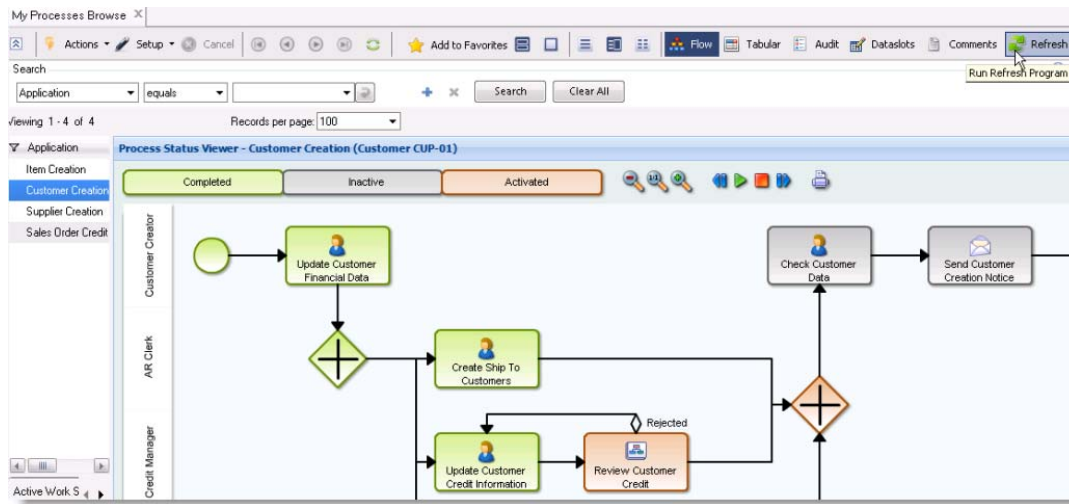 My Processes Browse
Actions Setup Cancel Add to Favorites Flow Tabular Audit Dataslots Comments Refresh
Run Refresh Program
Search
Application equals Search Clear All
Viewing 1 - 4 of 4 Records per page: 100
Application
Item Creation
Customer Creation
Supplier Creation
Sales Order Credit
Active Work S
Process Status Viewer - Customer Creation (Customer CUP-01)
Completed Inactive Activated
1:1
Customer Creator
Update Customer
Financial Data
Check Customer
Data
Send Customer
Creation Notice
AR Clerk
Create Ship To
Customers
Credit Manager
Rejected
Update Customer
Credit Information
Review Customer
Credit